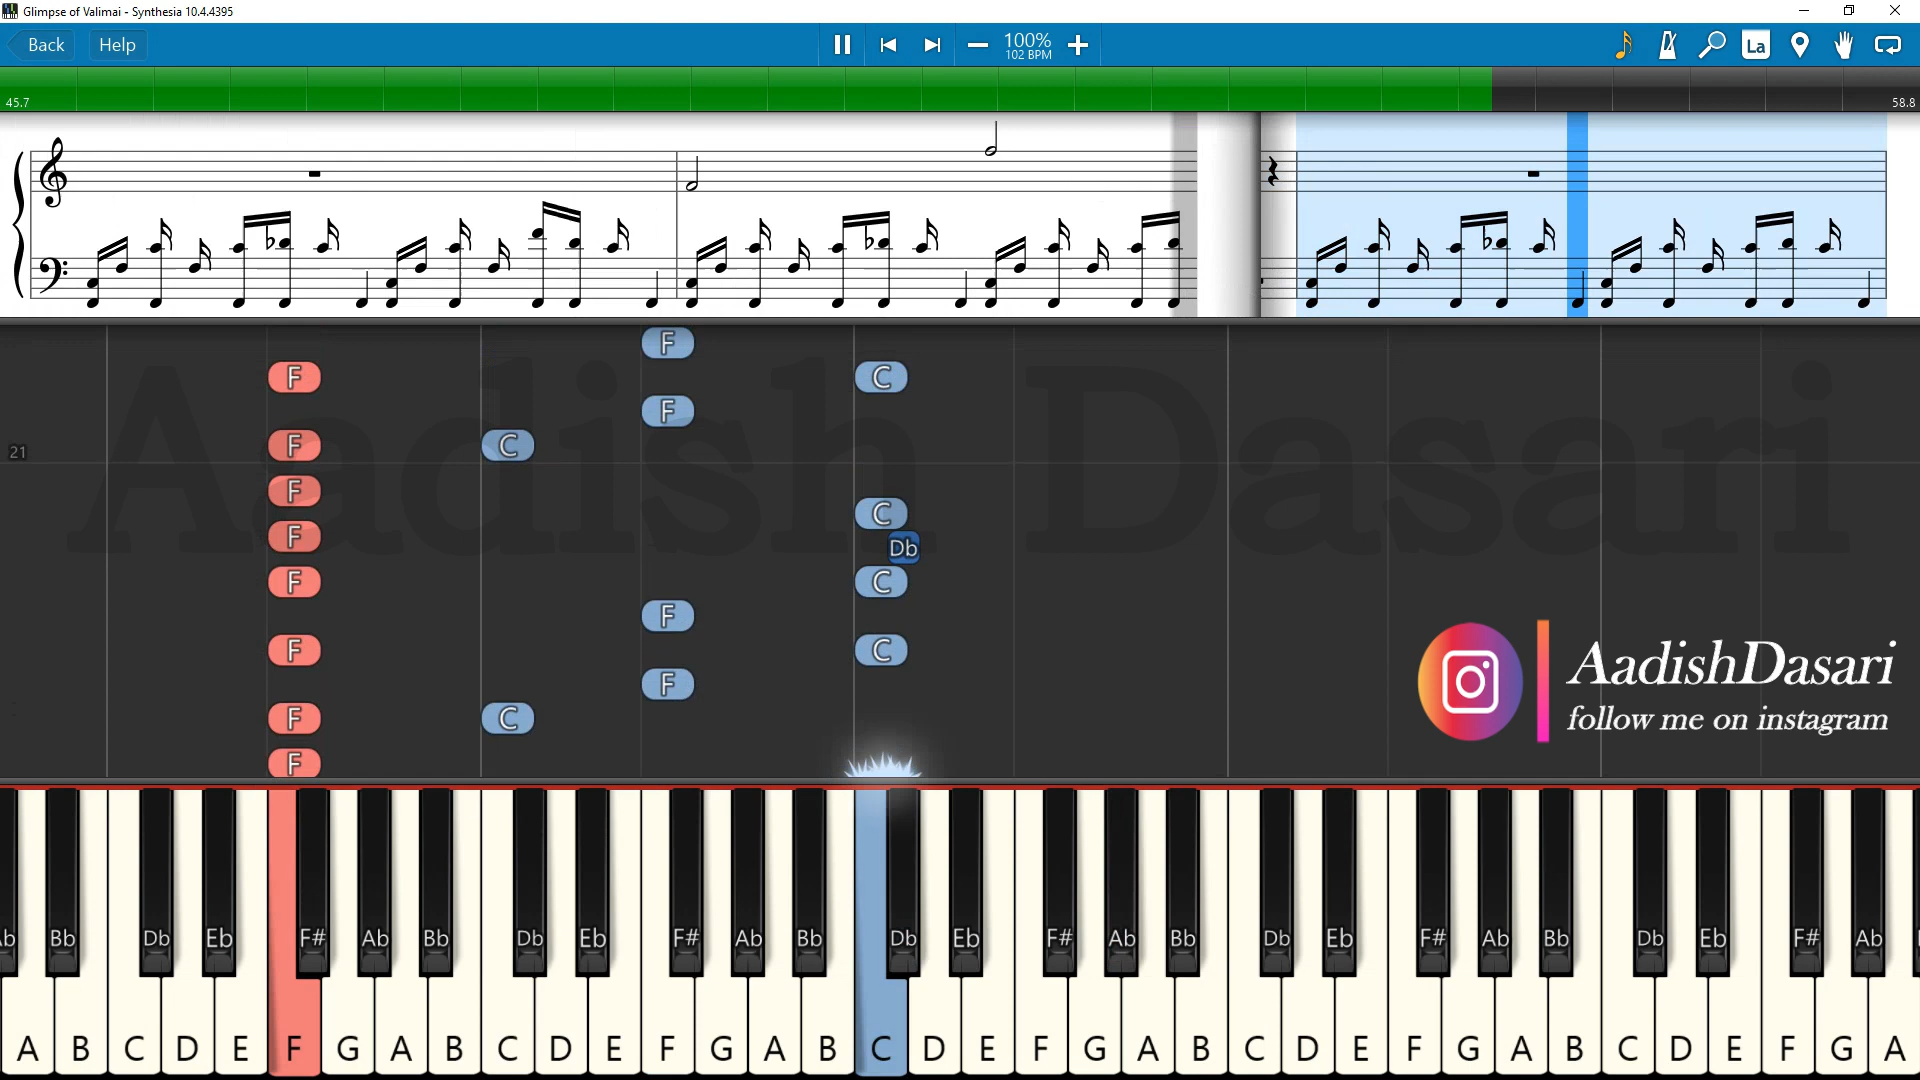 Glimpse of Valimai - Synthesia 10.4.4395
Back
Help
100%
102 BPM
La
45.7
58.8
Aadish Dasari
F
F
C
F
21
F
C
F
C
F
Db
F
C
F
F
C
F
F
C
F
AadishDasari
follow me on instagram
Ab Bb Db Eb F# Ab Bb Db Eb F# Ab Bb Db Eb F# Ab Bb Db Eb F# Ab Bb Db Eb F# Ab
A B C D E F G A B C D E F G A B C D E F G A B C D E F G A B C D E F G A